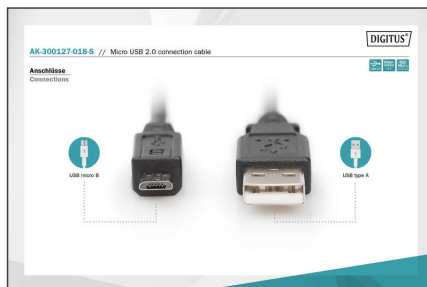 DIGITUS®
AK-300127-018-S // Micro USB 2.0 connection cable
Anschlüsse
Connections
USB micro B
USB type A